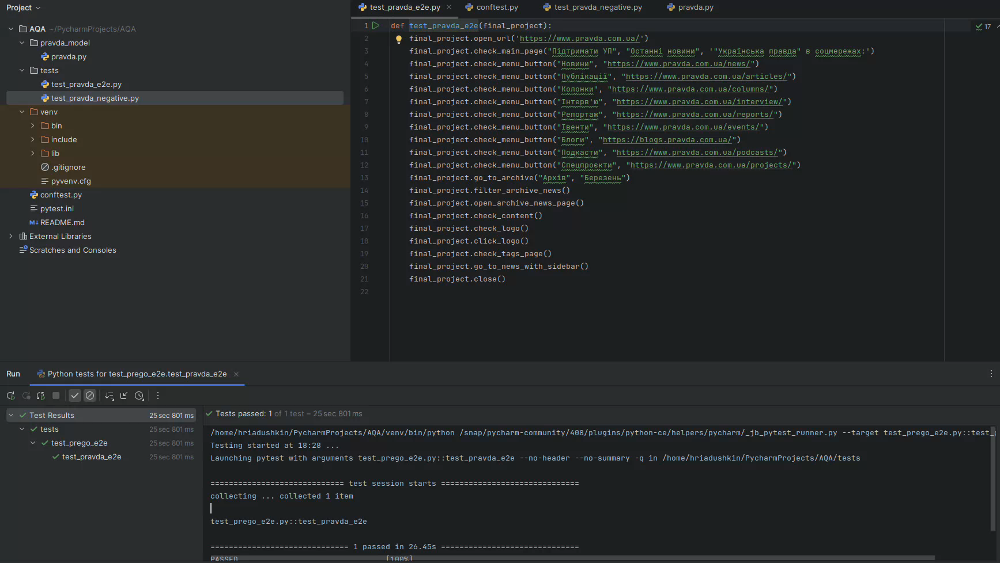 Project
AQA ~/PycharmProjects/AQA
pravda_model
pravda.py
tests
test_pravda_e2e.py
test_pravda_negative.py
venv
bin
include
lib
.gitignore
pyvenv.cfg
conftest.py
pytest.ini
M↓ README.md
External Libraries
Scratches and Consoles
test_pravda_e2e.py
conftest.py
test_pravda_negative.py
pravda.py
17
1 def test_pravda_e2e(final_project):
2 final_project.open_url('https://www.pravda.com.ua/')
3 final_project.check_main_page("Підтримати УП", "Останні новини", '"Українська правда" в соцмережах:')
4 final_project.check_menu_button("Новини", "https://www.pravda.com.ua/news/")
5 final_project.check_menu_button("Публікації", "https://www.pravda.com.ua/articles/")
6 final_project.check_menu_button("Колонки", "https://www.pravda.com.ua/columns/")
7 final_project.check_menu_button("Інтерв'ю", "https://www.pravda.com.ua/interview/")
8 final_project.check_menu_button("Репортаж", "https://www.pravda.com.ua/reports/")
9 final_project.check_menu_button("Івенти", "https://www.pravda.com.ua/events/")
10 final_project.check_menu_button("Блоги", "https://blogs.pravda.com.ua/")
11 final_project.check_menu_button("Подкасти", "https://www.pravda.com.ua/podcasts/")
12 final_project.check_menu_button("Спецпроєкти", "https://www.pravda.com.ua/projects/")
13 final_project.go_to_archive("Архів", "Березень")
14 final_project.filter_archive_news()
15 final_project.open_archive_news_page()
16 final_project.check_content()
17 final_project.check_logo()
18 final_project.click_logo()
19 final_project.check_tags_page()
20 final_project.go_to_news_with_sidebar()
21 final_project.close()
22
Run
Python tests for test_prego_e2e.test_pravda_e2e
Test Results 25 sec 801 ms
tests 25 sec 801 ms
test_prego_e2e 25 sec 801 ms
test_pravda_e2e 25 sec 801 ms
Tests passed: 1 of 1 test – 25 sec 801 ms
/home/hriadushkin/PycharmProjects/AQA/venv/bin/python /snap/pycharm-community/408/plugins/python-ce/helpers/pycharm/_jb_pytest_runner.py --target test_prego_e2e.py::test_
Testing started at 18:28 ...
Launching pytest with arguments test_prego_e2e.py::test_pravda_e2e --no-header --no-summary -q in /home/hriadushkin/PycharmProjects/AQA/tests
============================= test session starts ==============================
collecting ... collected 1 item
test_prego_e2e.py::test_pravda_e2e
============================== 1 passed in 26.45s ==============================
PASSED [100%]